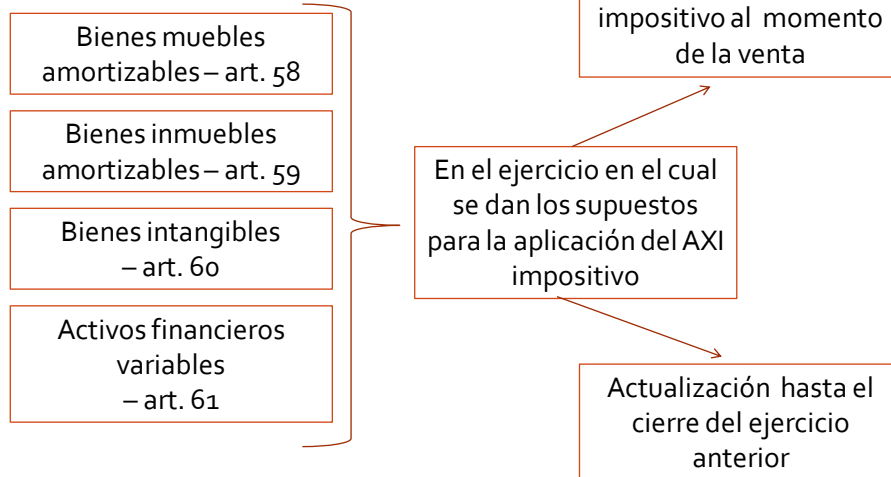 Bienes muebles
amortizables – art. 58
Bienes inmuebles
amortizables – art. 59
Bienes intangibles
– art. 60
Activos financieros
variables
– art. 61
En el ejercicio en el cual
se dan los supuestos
para la aplicación del AXI
impositivo
impositivo al momento
de la venta
Actualización hasta el
cierre del ejercicio
anterior